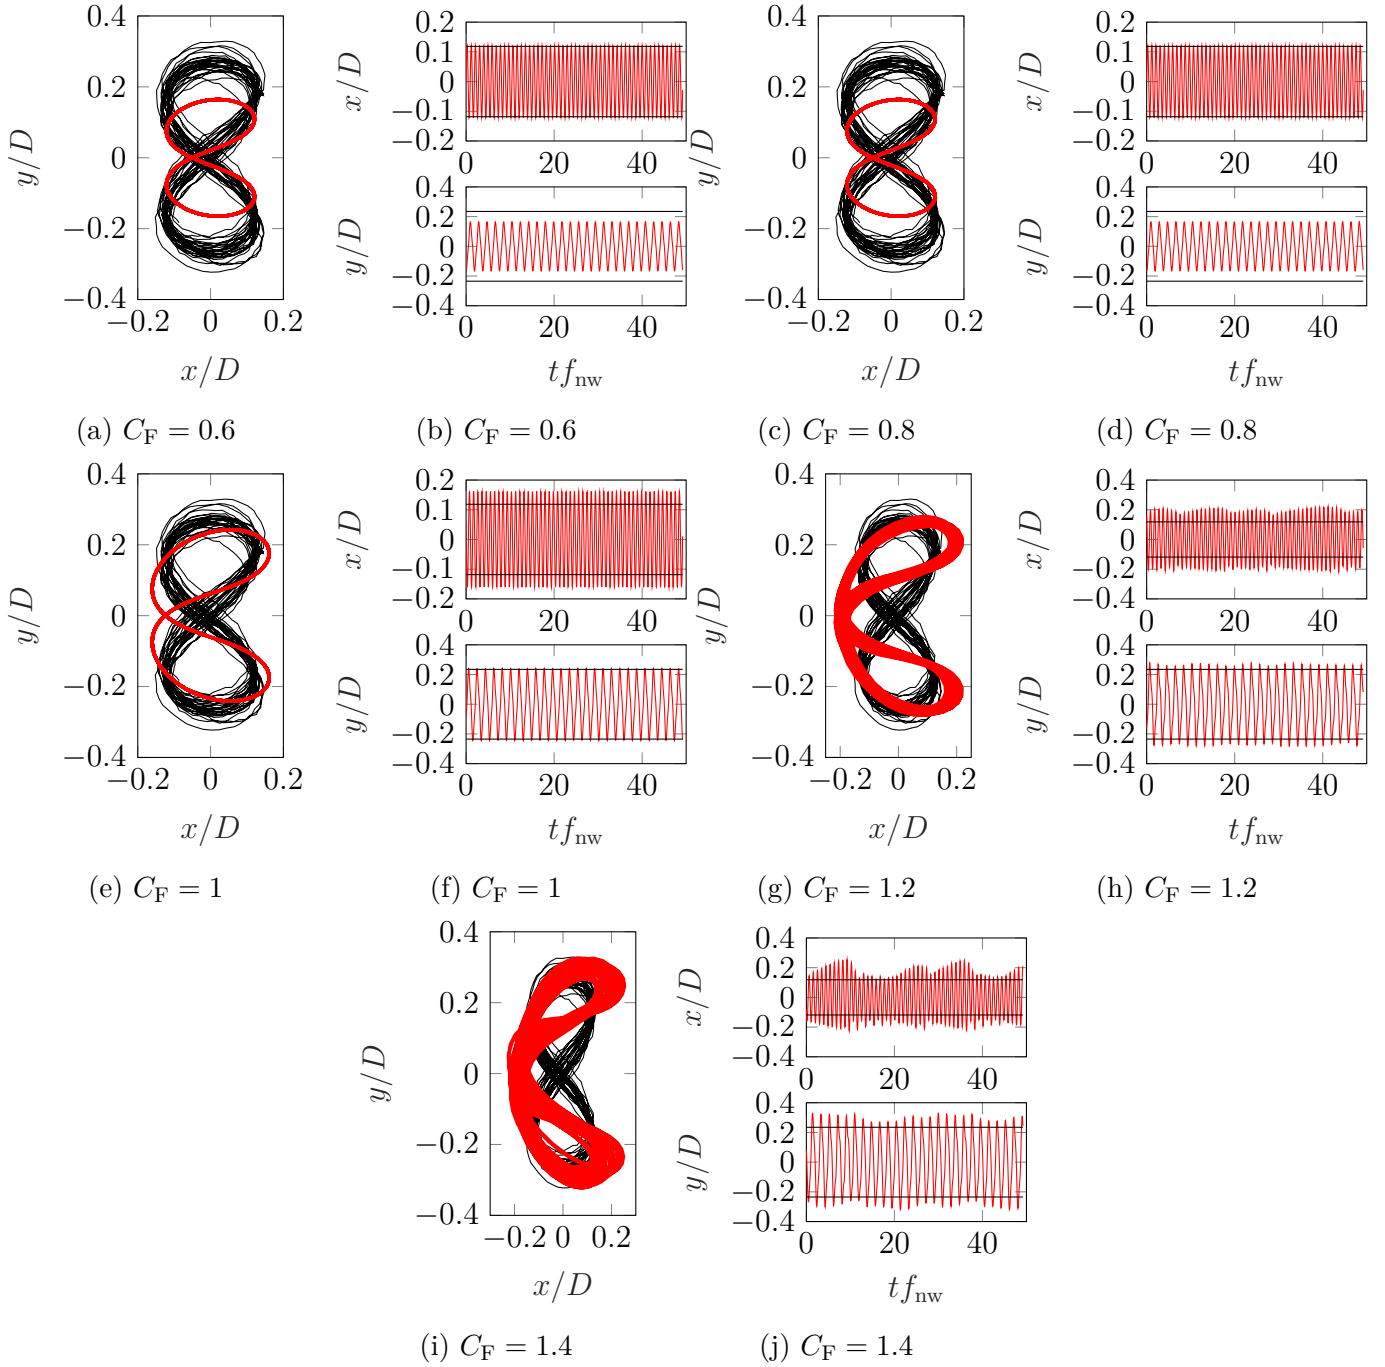 0.4
0.2
0
−0.2
−0.4
−0.2 0 0.2
y/D
x/D
0.2
0.1
0
−0.1
−0.2
0 20 40
x/D
0.4
0.2
0
−0.2
−0.4
0 20 40
y/D
tf_nw
0.4
0.2
0
−0.2
−0.4
−0.2 0 0.2
y/D
x/D
0.2
0.1
0
−0.1
−0.2
0 20 40
x/D
0.4
0.2
0
−0.2
−0.4
0 20 40
y/D
tf_nw
(a) C_F = 0.6
(b) C_F = 0.6
(c) C_F = 0.8
(d) C_F = 0.8
0.4
0.2
0
−0.2
−0.4
−0.2 0 0.2
y/D
x/D
0.2
0.1
0
−0.1
−0.2
0 20 40
x/D
0.4
0.2
0
−0.2
−0.4
0 20 40
y/D
tf_nw
0.4
0.2
0
−0.2
−0.4
−0.2 0 0.2
y/D
x/D
0.4
0.2
0
−0.2
−0.4
0 20 40
x/D
0.4
0.2
0
−0.2
−0.4
0 20 40
y/D
tf_nw
(e) C_F = 1
(f) C_F = 1
(g) C_F = 1.2
(h) C_F = 1.2
0.4
0.2
0
−0.2
−0.4
−0.2 0 0.2
y/D
x/D
0.4
0.2
0
−0.2
−0.4
0 20 40
x/D
0.4
0.2
0
−0.2
−0.4
0 20 40
y/D
tf_nw
(i) C_F = 1.4
(j) C_F = 1.4